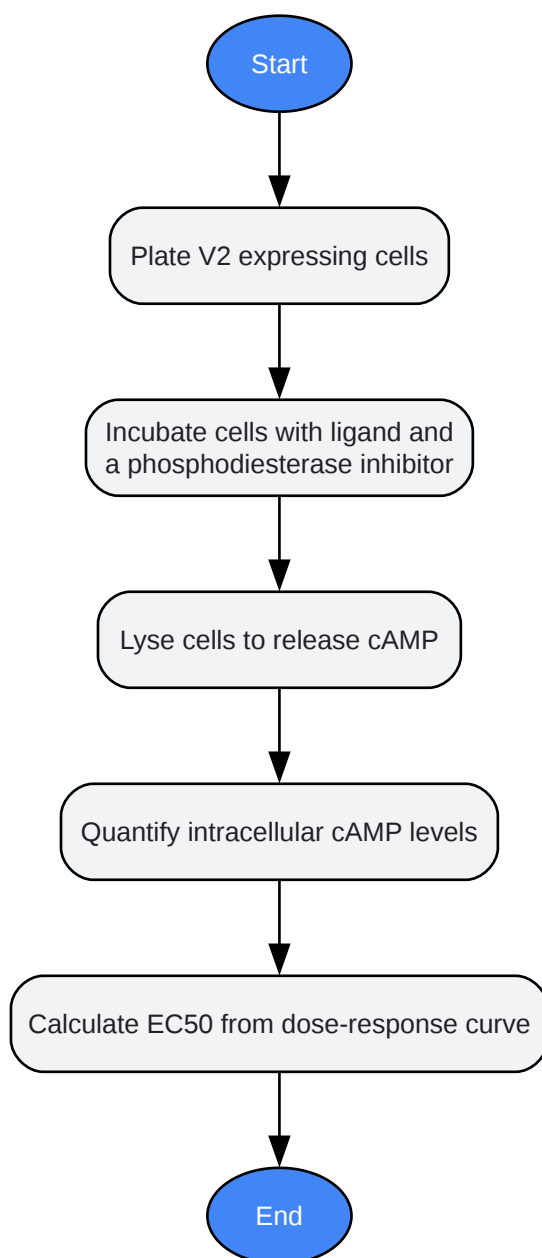 Start
Plate V2 expressing cells
Incubate cells with ligand and
a phosphodiesterase inhibitor
Lyse cells to release cAMP
Quantify intracellular cAMP levels
Calculate EC50 from dose-response curve
End